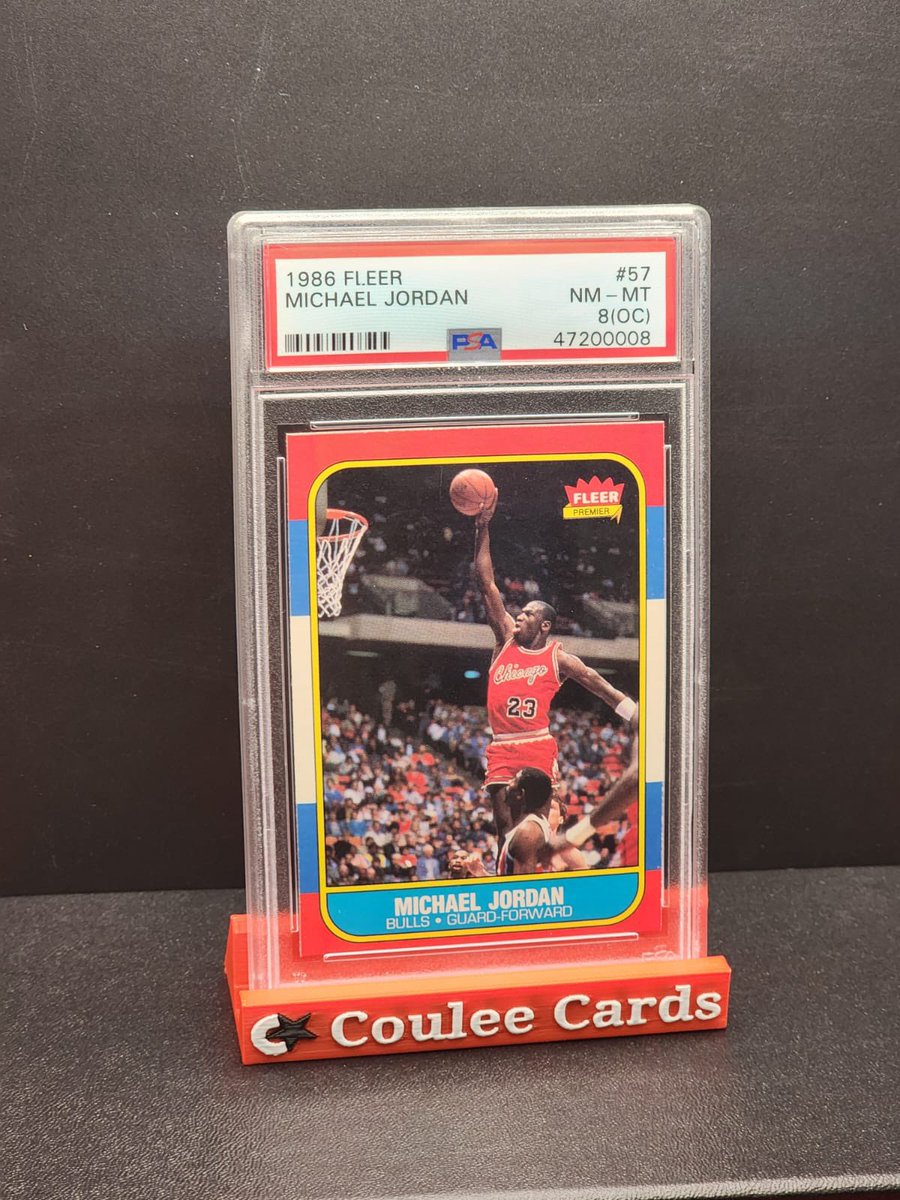 1986 FLEER #57
MICHAEL JORDAN NM – MT
8(OC)
PSA 47200008
FLEER
PREMIER
Chicago
23
MICHAEL JORDAN
BULLS • GUARD-FORWARD
Coulee Cards